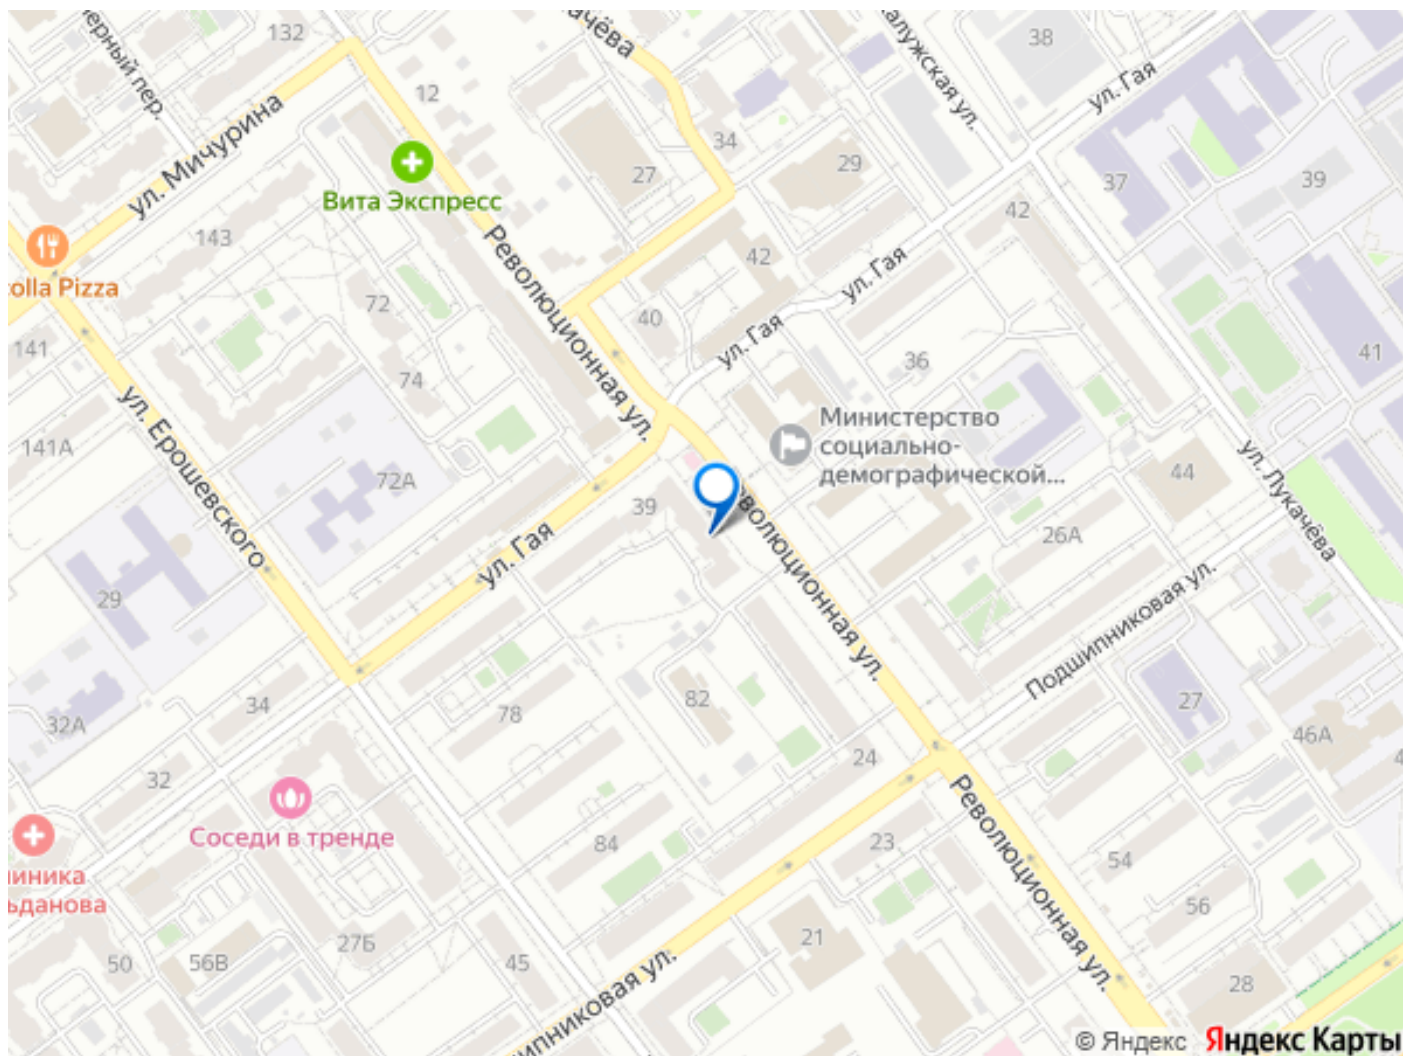 132
38
Калужская ул.
ул. Гая
12
ул. Мичурина
34
27
29
37
39
Вита Экспресс
42
143
Революционная ул.
42
ул. Гая
olla Pizza
72
40
ул. Гая
141
74
36
41
ул. Ерошевского
Министерство
социально-
демографической...
141А
72А
44
ул. Лукачёва
39
26А
Революционная ул.
ул. Гая
29
Подшипниковая ул.
82
27
34
78
32А
46А
24
32
Революционная ул.
Соседи в тренде
84
23
54
56
21
27Б
50
56В
45
28
© Яндекс Яндекс Карты